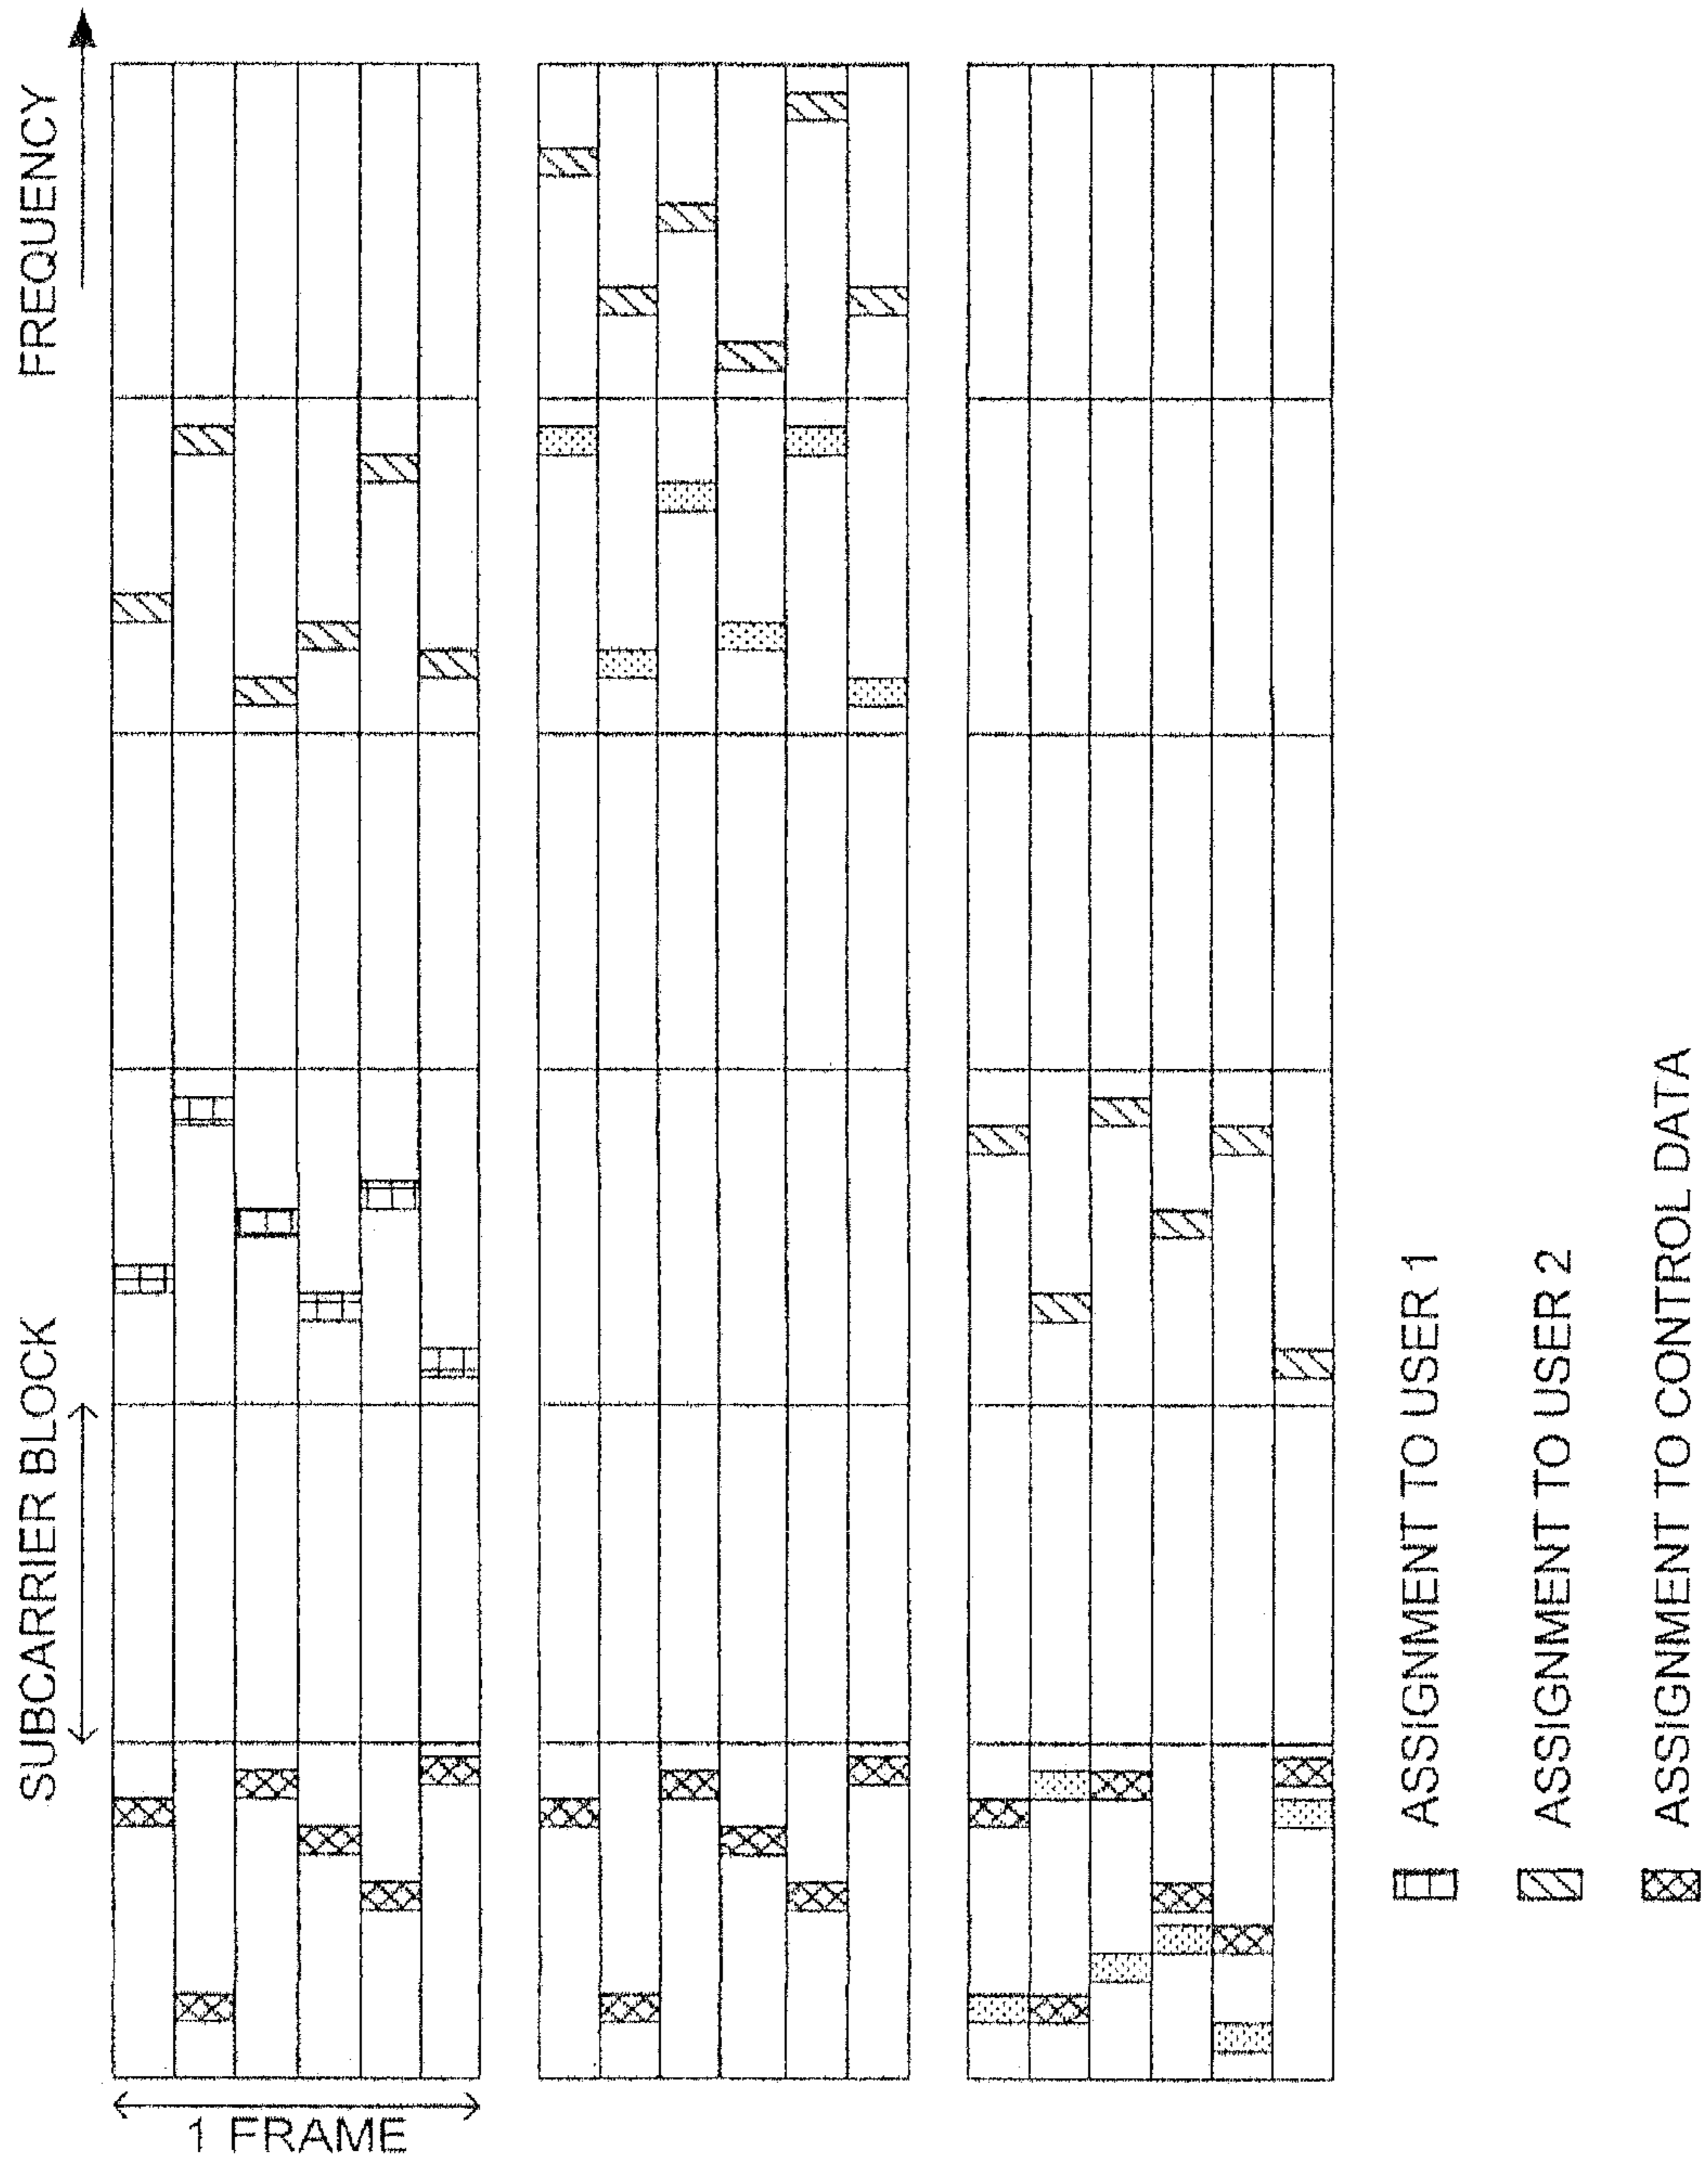 FREQUENCY
SUBCARRIER BLOCK
1 FRAME
ASSIGNMENT TO USER 1
ASSIGNMENT TO USER 2
ASSIGNMENT TO CONTROL DATA